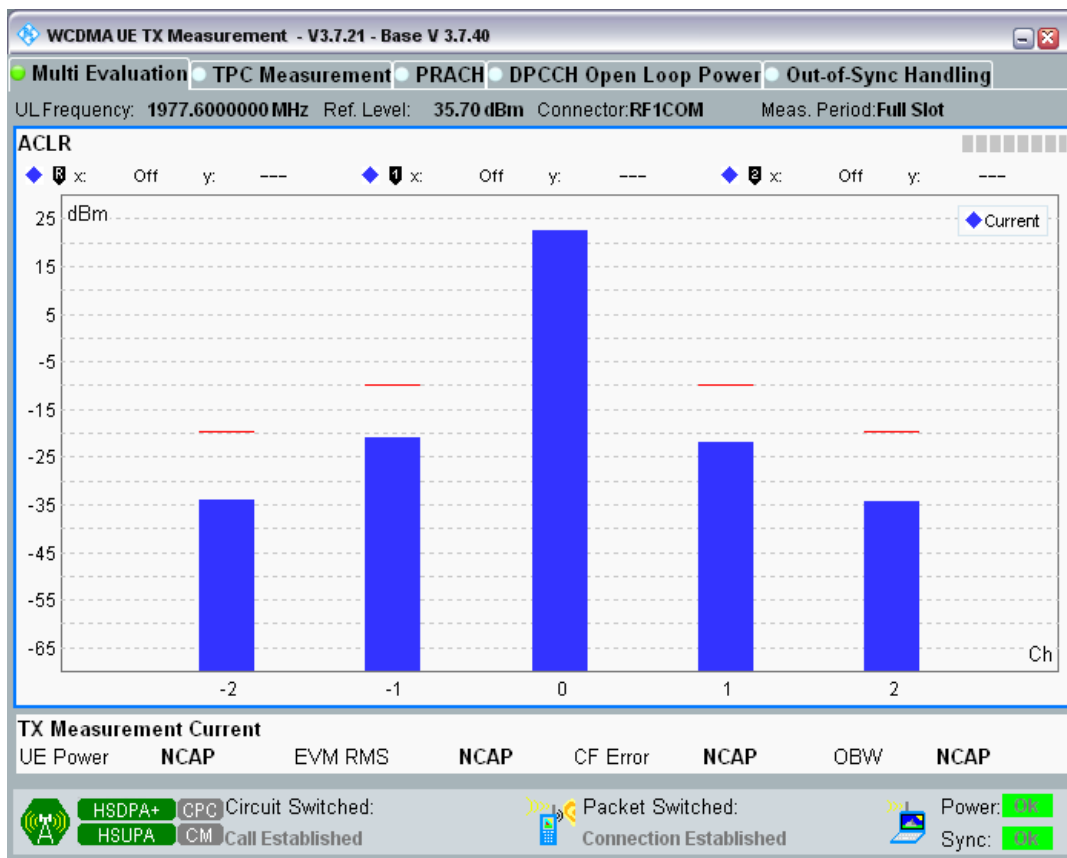 WCDMA UE TX Measurement - V3.7.21 - Base V 3.7.40
Multi Evaluation TPC Measurement PRACH DPCCH Open Loop Power Out-of-Sync Handling
UL Frequency: 1977.6000000 MHz Ref. Level: 35.70 dBm Connector:RF1COM Meas. Period:Full Slot
ACLR
R x: Off y: --- 1 x: Off y: --- 2 x: Off y: ---
dBm
Current
25
15
5
-5
-15
-25
-35
-45
-55
-65
Ch
-2 -1 0 1 2
TX Measurement Current
UE Power NCAP EVM RMS NCAP CF Error NCAP OBW NCAP
HSDPA+ CPC Circuit Switched: Packet Switched: Power: Ok
HSUPA CM Call Established Connection Established Sync: Ok